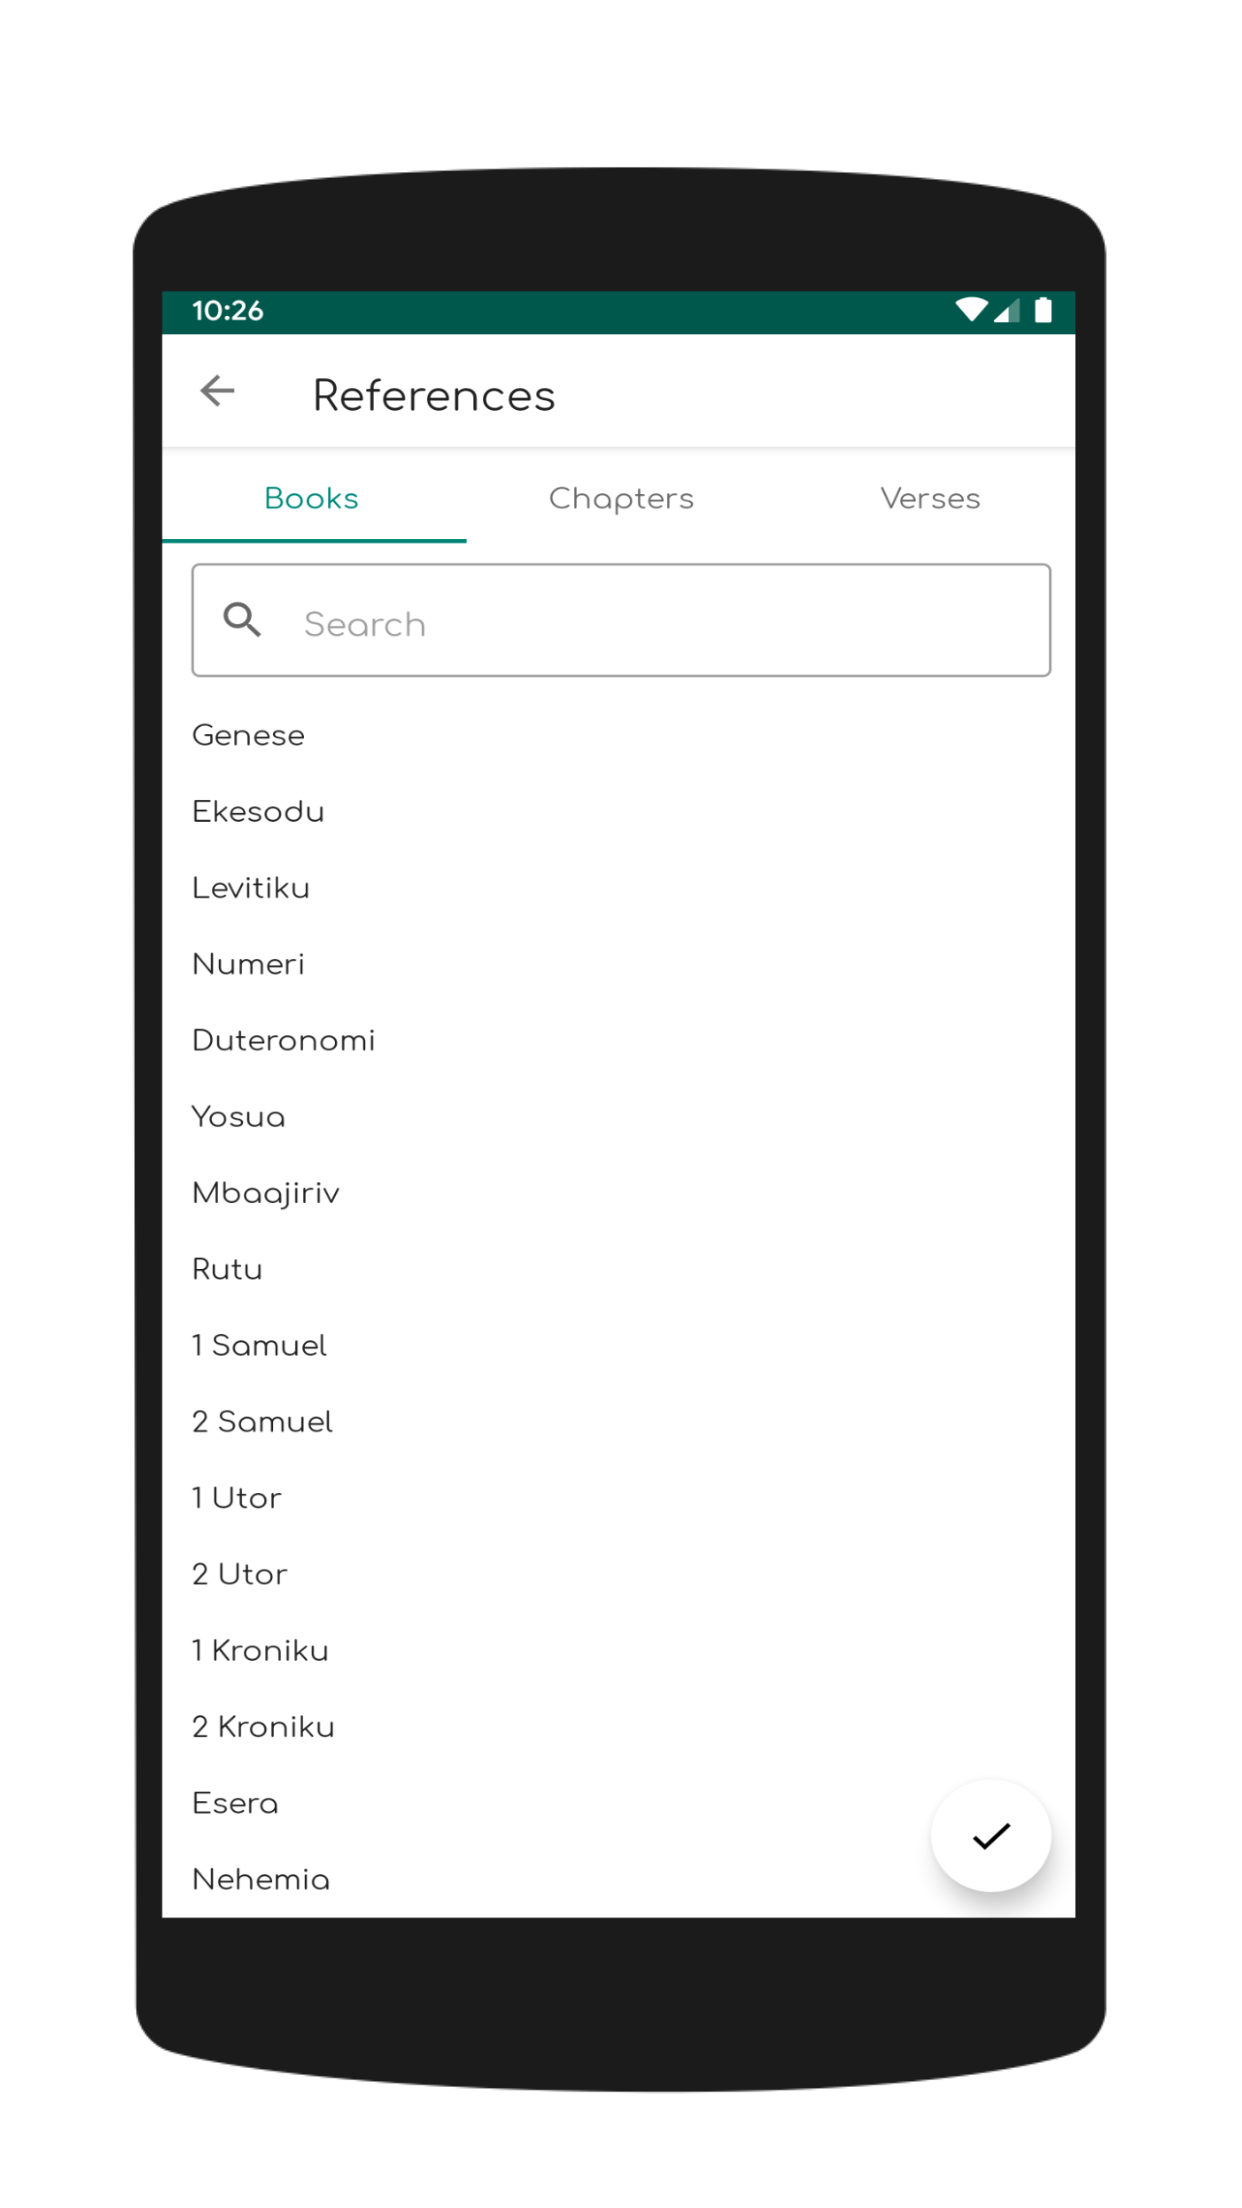 10:26
References
Books Chapters Verses
Search
Genese
Ekesodu
Levitiku
Numeri
Duteronomi
Yosua
Mbaajiriv
Rutu
1 Samuel
2 Samuel
1 Utor
2 Utor
1 Kroniku
2 Kroniku
Esera
Nehemia